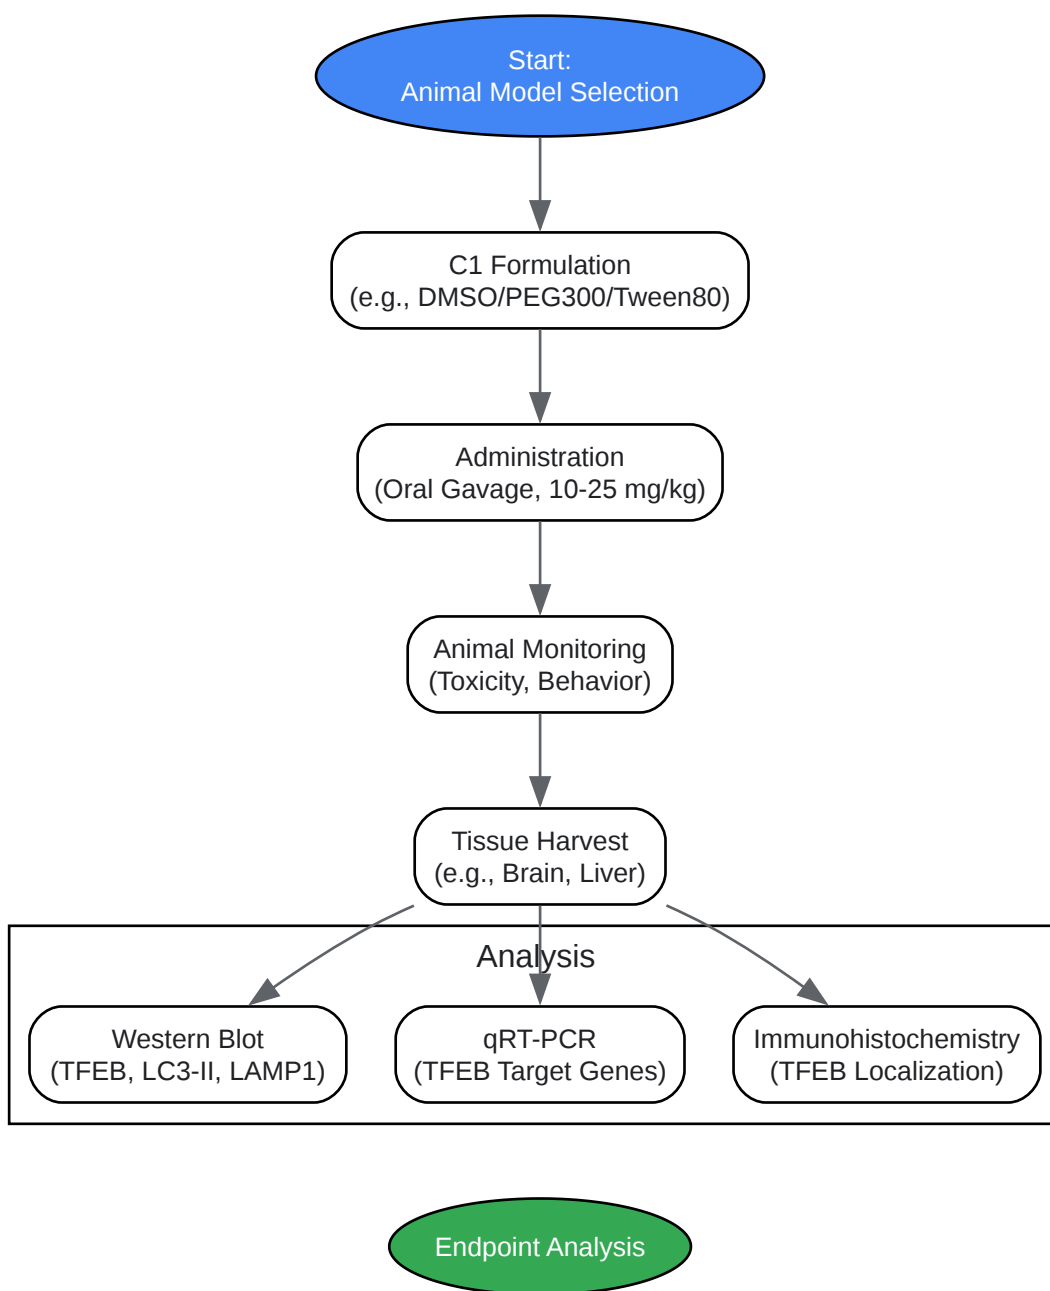 Start:
Animal Model Selection
C1 Formulation
(e.g., DMSO/PEG300/Tween80)
Administration
(Oral Gavage, 10-25 mg/kg)
Animal Monitoring
(Toxicity, Behavior)
Tissue Harvest
(e.g., Brain, Liver)
Analysis
Western Blot
(TFEB, LC3-II, LAMP1)
qRT-PCR
(TFEB Target Genes)
Immunohistochemistry
(TFEB Localization)
Endpoint Analysis